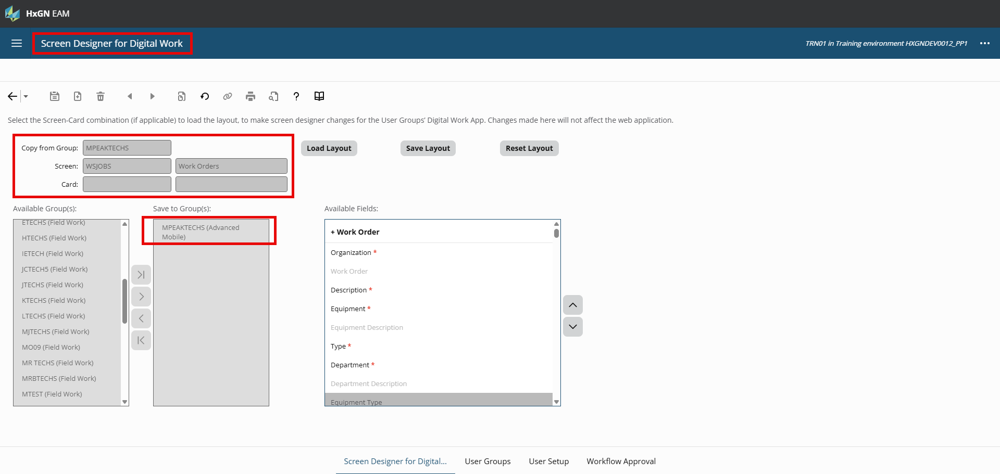 HxGN EAM
Screen Designer for Digital Work
TRN01 in Training environment HXGNDEV0012_PP1
Select the Screen-Card combination (if applicable) to load the layout, to make screen designer changes for the User Groups' Digital Work App. Changes made here will not affect the web application.
Copy from Group: MPEAKTECHS
Load Layout
Save Layout
Reset Layout
Screen: WSJOBS Work Orders
Card:
Available Group(s):
ETECHS (Field Work)
HTECHS (Field Work)
IETECH (Field Work)
JCTECH5 (Field Work)
JTECHS (Field Work)
KTECHS (Field Work)
LTECHS (Field Work)
MJTECHS (Field Work)
MO09 (Field Work)
MR TECHS (Field Work)
MRBTECHS (Field Work)
MTEST (Field Work)
Save to Group(s):
MPEAKTECHS (Advanced
Mobile)
Available Fields:
+ Work Order
Organization *
Work Order
Description *
Equipment *
Equipment Description
Type *
Department *
Department Description
Equipment Type
Screen Designer for Digital...
User Groups
User Setup
Workflow Approval